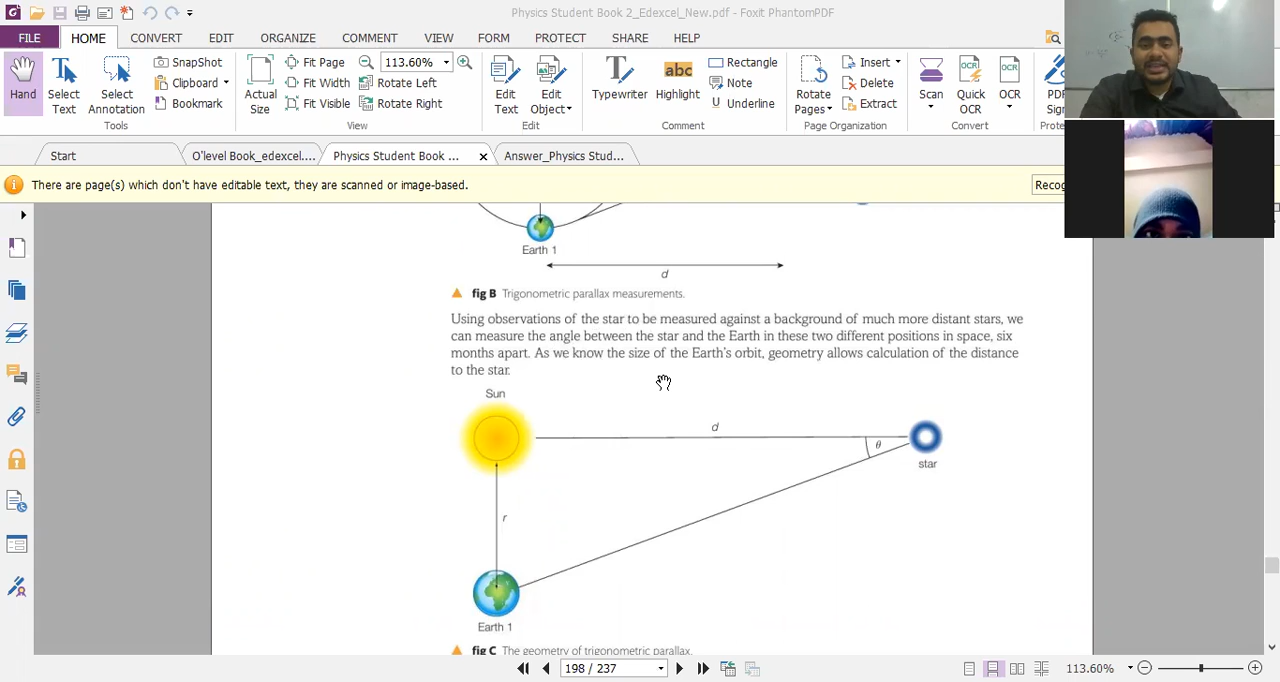 Physics Student Book 2_Edexcel_New.pdf - Foxit PhantomPDF
FILE HOME CONVERT EDIT ORGANIZE COMMENT VIEW FORM PROTECT SHARE HELP
Hand
Select Text
Select Annotation
SnapShot
Clipboard
Bookmark
Tools
Actual Size
Fit Page
Fit Width
Fit Visible
113.60%
Rotate Left
Rotate Right
View
Edit Text
Edit Object
Edit
Typewriter
abc
Highlight
Rectangle
Note
U Underline
Comment
Rotate Pages
Insert
Delete
Extract
Page Organization
Scan
OCR
Quick OCR
OCR
OCR
Convert
PDF
Sign
Prote
Start
O'level Book_edexcel....
Physics Student Book ...
Answer_Physics Stud...
There are page(s) which don't have editable text, they are scanned or image-based.
Recog
Earth 1
d
fig B Trigonometric parallax measurements.
Using observations of the star to be measured against a background of much more distant stars, we
can measure the angle between the star and the Earth in these two different positions in space, six
months apart. As we know the size of the Earth's orbit, geometry allows calculation of the distance
to the star.
Sun
d
θ
star
r
Earth 1
fig C The geometry of trigonometric parallax.
198 / 237
113.60%